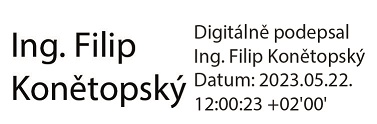 Ing. Filip
Konětopský
Digitálně podepsal
Ing. Filip Konětopský
Datum: 2023.05.22.
12:00:23 +02'00'